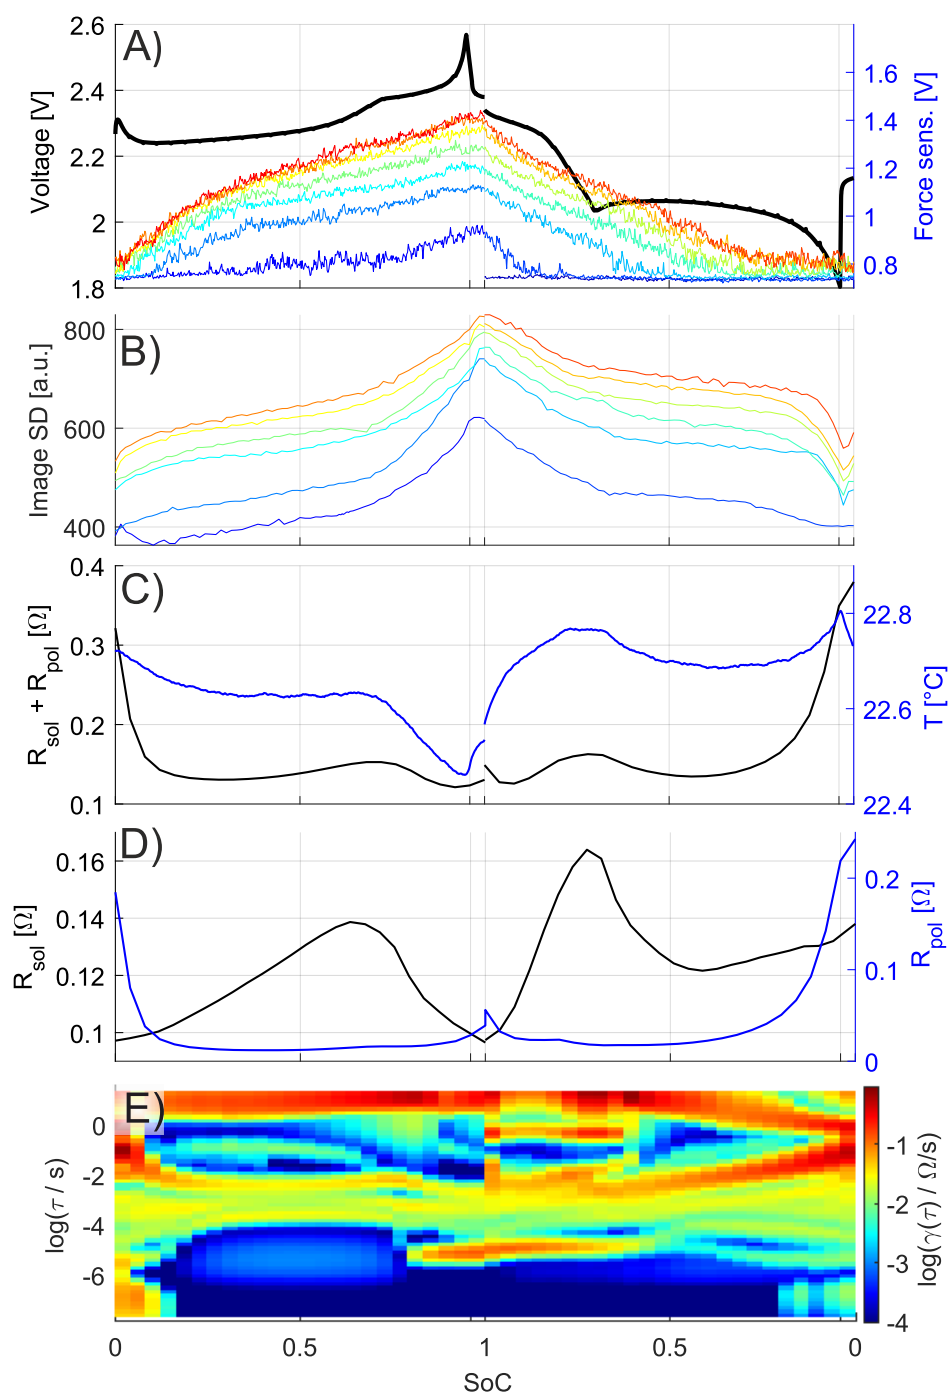 A)
Voltage [V]
2.6
2.4
2.2
2
1.8
Force sens. [V]
1.6
1.4
1.2
1
0.8
B)
Image SD [a.u.]
800
600
400
C)
R_sol + R_pol [Ω]
0.4
0.3
0.2
0.1
T [°C]
22.8
22.6
22.4
D)
R_sol [Ω]
0.16
0.14
0.12
0.1
R_pol [Ω]
0.2
0.1
0
E)
log(τ / s)
0
-2
-4
-6
log(γ(τ) / Ω/s)
-1
-2
-3
-4
0 0.5 1 0.5 0
SoC